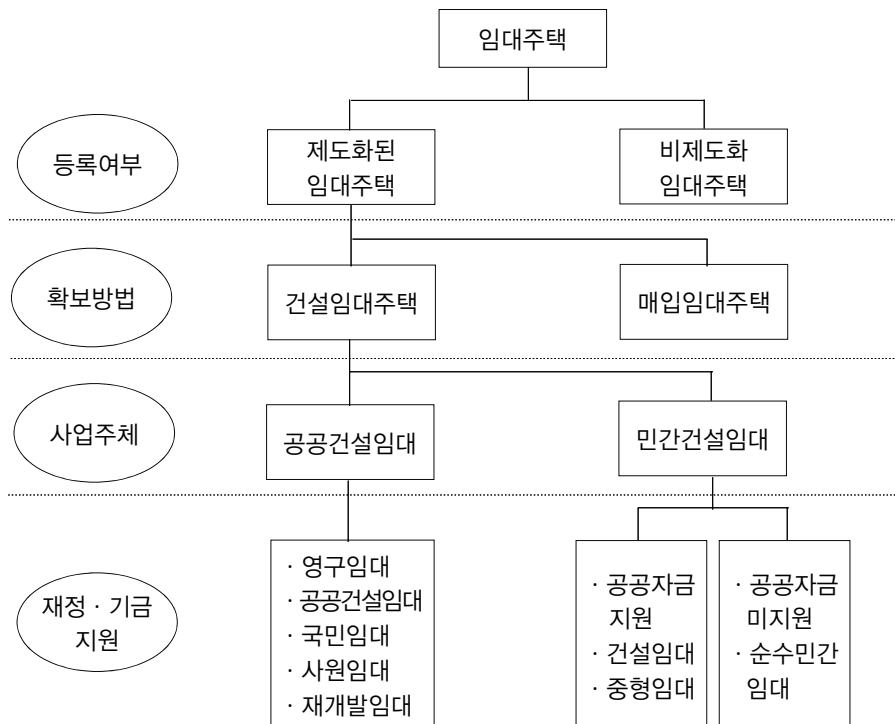 임대주택
등록여부
제도화된
임대주택
비제도화
임대주택
확보방법
건설임대주택
매입임대주택
사업주체
공공건설임대
민간건설임대
재정 · 기금
지원
· 영구임대
· 공공건설임대
· 국민임대
· 사원임대
· 재개발임대
· 공공자금
지원
· 건설임대
· 중형임대
· 공공자금
미지원
· 순수민간
임대